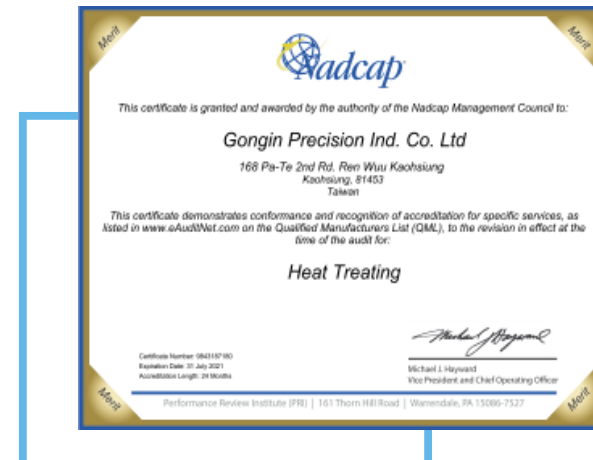 Merit
Merit
Nadcap
This certificate is granted and awarded by the authority of the Nadcap Management Council to:
Gongin Precision Ind. Co. Ltd
168 Pa-Te 2nd Rd, Ren Wuu Kaohsiung
Kaohsiung, 81453
Taiwan
This certificate demonstrates conformance and recognition of accreditation for specific services, as
listed in www.eAuditNet.com on the Qualified Manufacturers List (QML), to the revision in effect at the
time of the audit for:
Heat Treating
Certificate Number: 9843187180
Expiration Date: 31 July 2021
Accreditation Length: 24 Months
Michael J. Hayward
Michael J. Hayward
Vice President and Chief Operating Officer
Merit
Merit
Performance Review Institute (PRI) | 161 Thorn Hill Road | Warrendale, PA 15086-7527